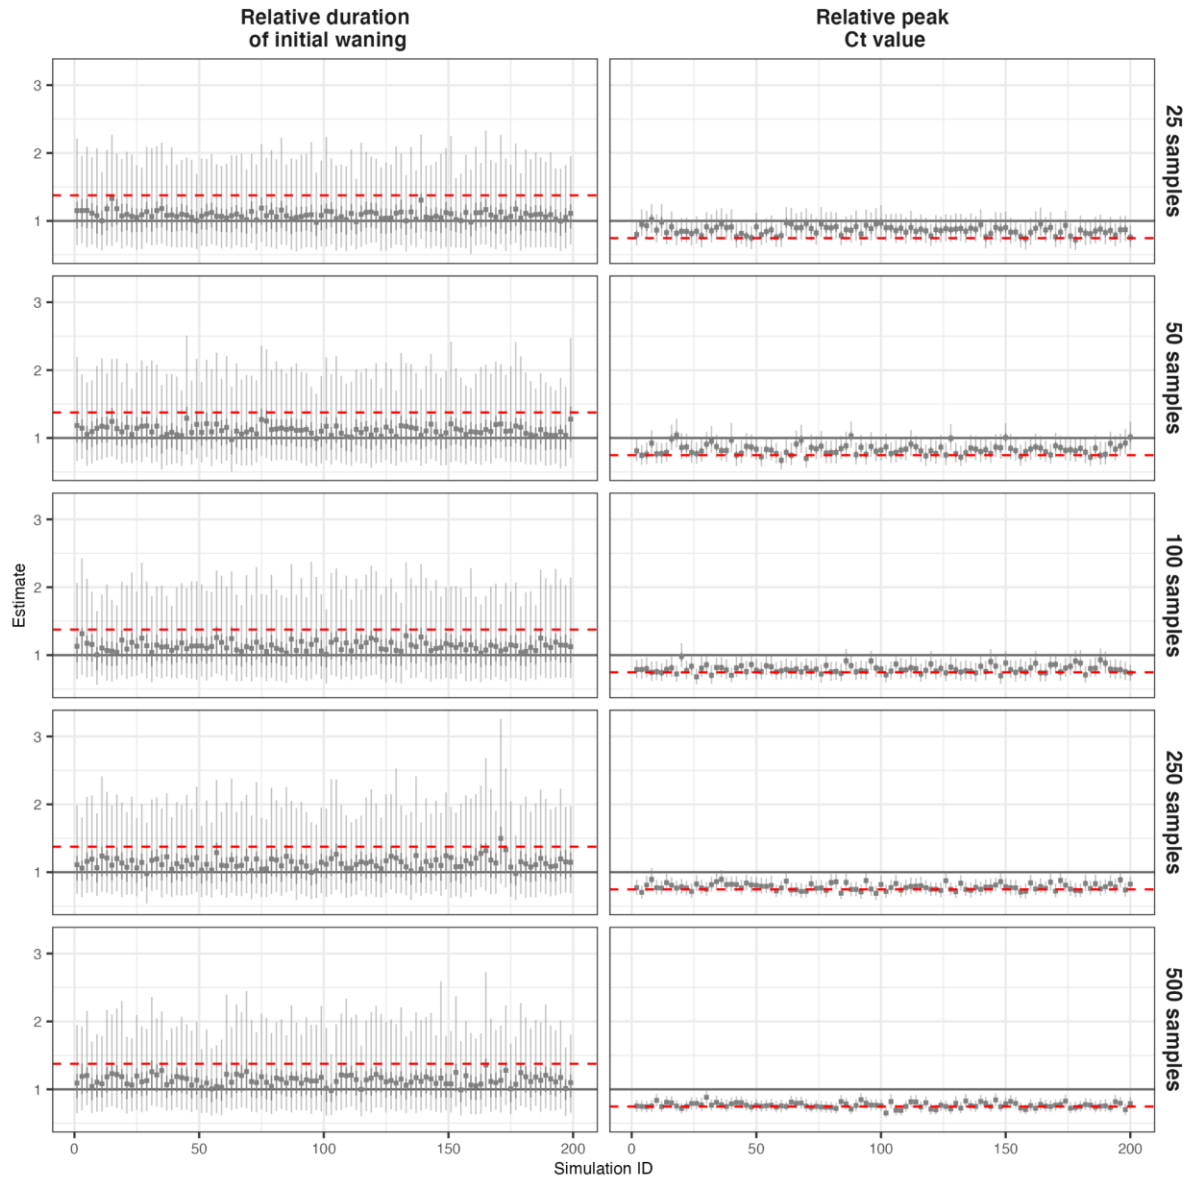 Relative duration
of initial waning
Relative peak
Ct value
3
2
1
25 samples
3
2
1
50 samples
Estimate
3
2
1
100 samples
3
2
1
250 samples
3
2
1
500 samples
0 50 100 150 200
0 50 100 150 200
Simulation ID